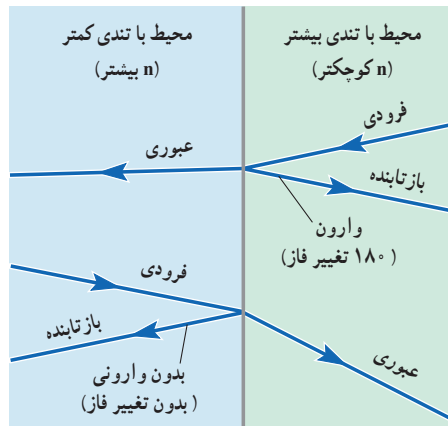 محیط با تندی بیشتر
(n کوچکتر)
محیط با تندی کمتر
(n بیشتر)
فرودی
بازتابنده
عبوری
وارون
(۱۸۰ تغییر فاز)
فرودی
بازتابنده
بدون وارونی
(بدون تغییر فاز)
عبوری